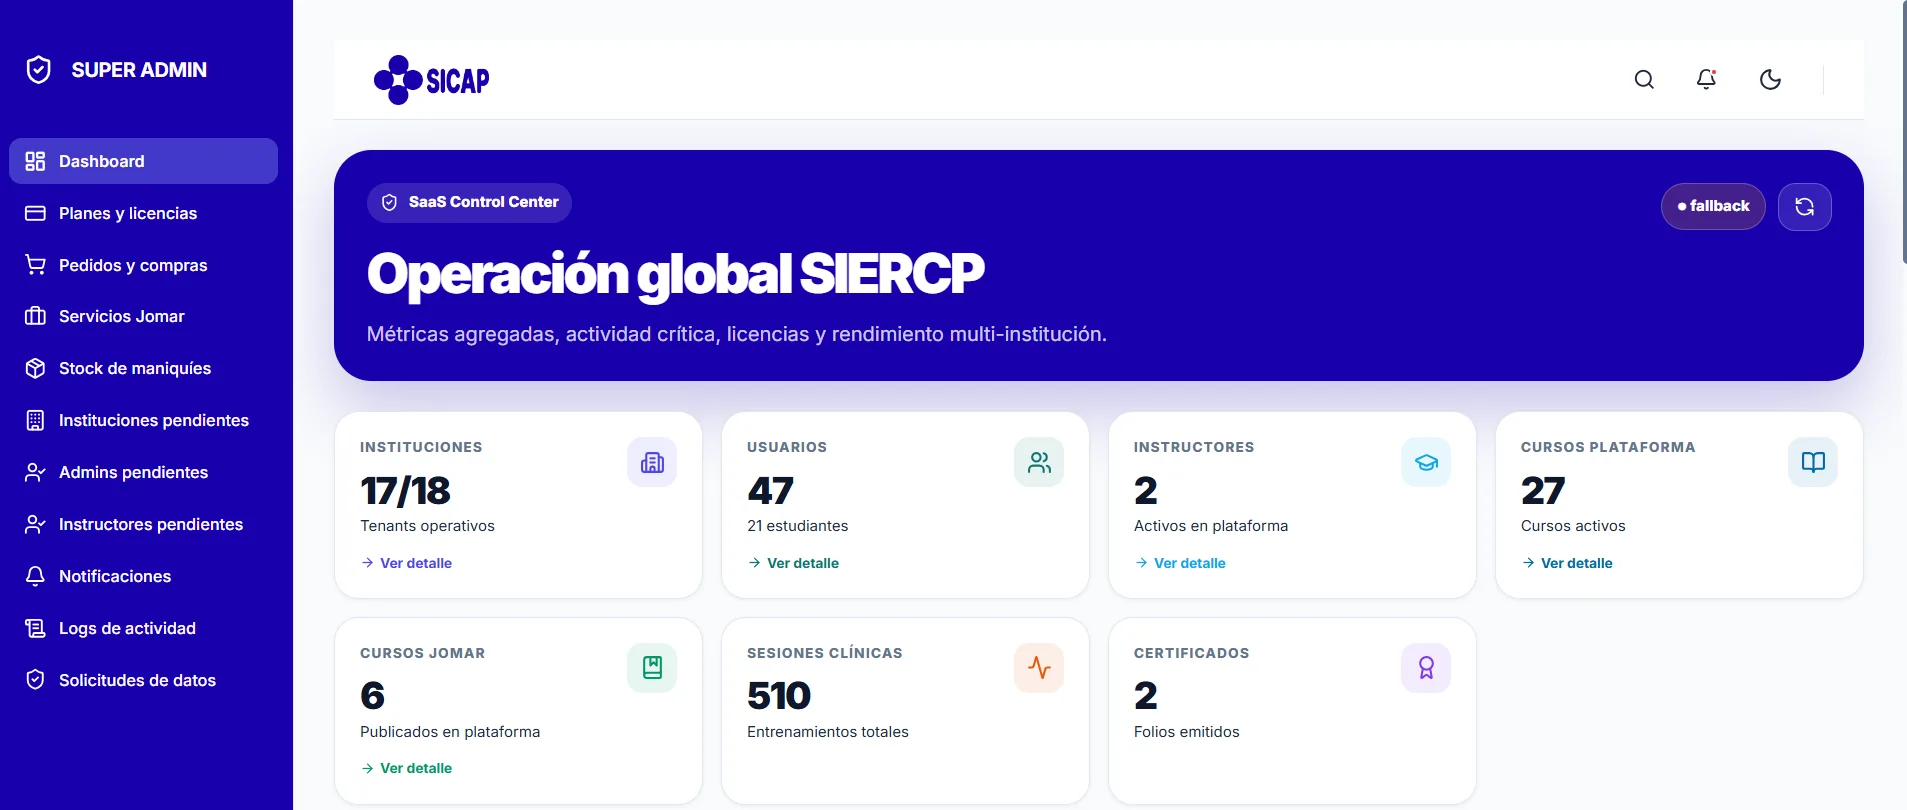 SUPER ADMIN
Dashboard
Planes y licencias
Pedidos y compras
Servicios Jomar
Stock de maniquíes
Instituciones pendientes
Admins pendientes
Instructores pendientes
Notificaciones
Logs de actividad
Solicitudes de datos
SICAP
SaaS Control Center
fallback
Operación global SIERCP
Métricas agregadas, actividad crítica, licencias y rendimiento multi-institución.
INSTITUCIONES
17/18
Tenants operativos
→ Ver detalle
USUARIOS
47
21 estudiantes
→ Ver detalle
INSTRUCTORES
2
Activos en plataforma
→ Ver detalle
CURSOS PLATAFORMA
27
Cursos activos
→ Ver detalle
CURSOS JOMAR
6
Publicados en plataforma
→ Ver detalle
SESIONES CLÍNICAS
510
Entrenamientos totales
CERTIFICADOS
2
Folios emitidos